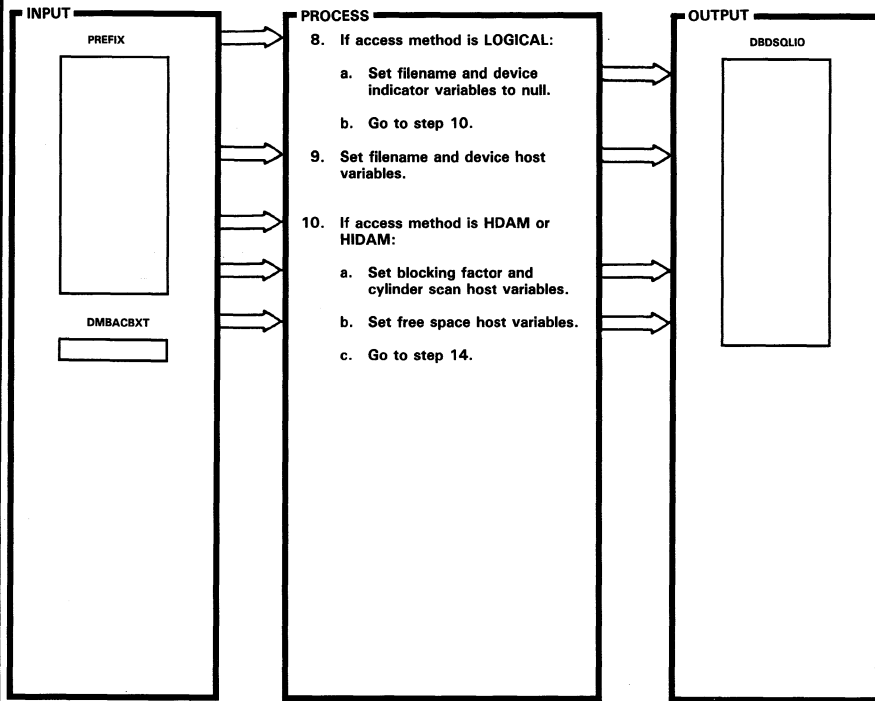 INPUT
PREFIX
DMBACBXT
PROCESS
8. If access method is LOGICAL:
a. Set filename and device
indicator variables to null.
b. Go to step 10.
9. Set filename and device host
variables.
10. If access method is HDAM or
HIDAM:
a. Set blocking factor and
cylinder scan host variables.
b. Set free space host variables.
c. Go to step 14.
OUTPUT
DBDSQLIO